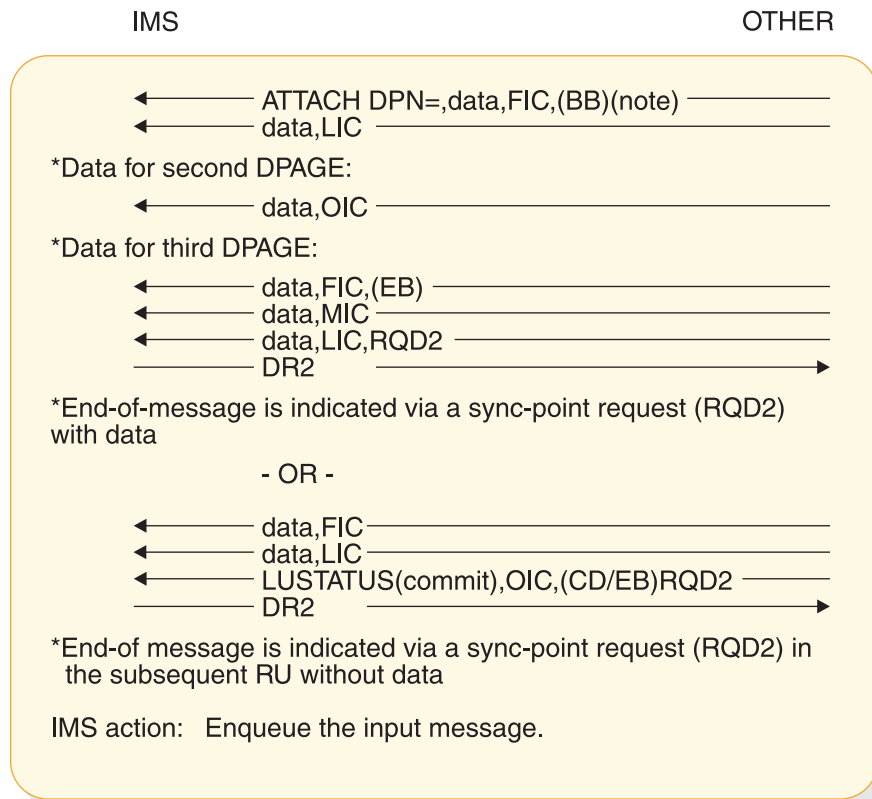 IMS OTHER
ATTACH DPN=,data,FIC,(BB)(note)
data,LIC
*Data for second DPAGE:
data,OIC
*Data for third DPAGE:
data,FIC,(EB)
data,MIC
data,LIC,RQD2
DR2
*End-of-message is indicated via a sync-point request (RQD2)
with data
- OR -
data,FIC
data,LIC
LUSTATUS(commit),OIC,(CD/EB)RQD2
DR2
*End-of message is indicated via a sync-point request (RQD2) in
the subsequent RU without data
IMS action: Enqueue the input message.